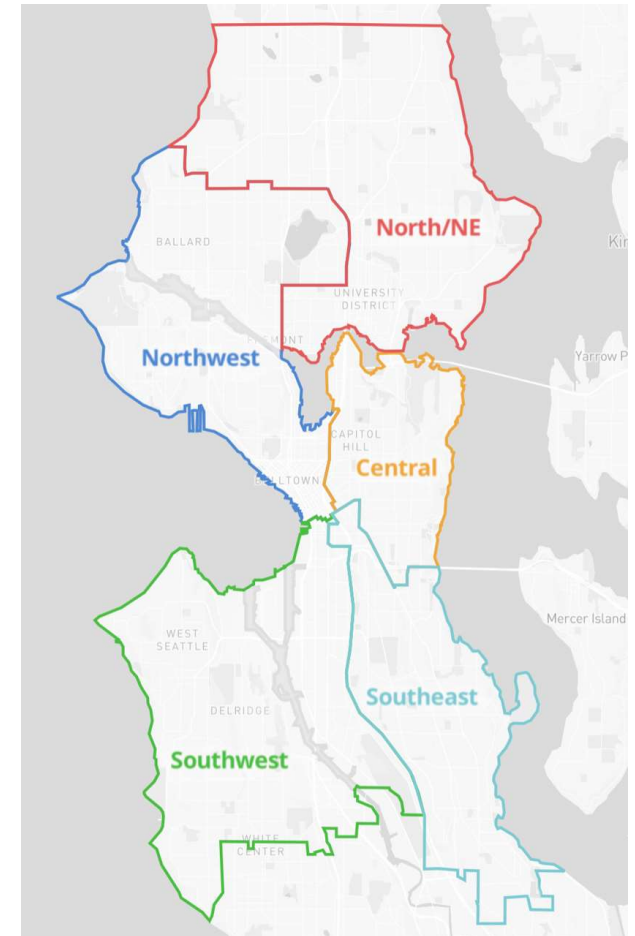 North/NE
BALLARD
Kir
UNIVERSITY
DISTRICT
Northwest
Yarrow P
CAPITOL
HILL
Central
Mercer Island
WEST
SEATTLE
Southeast
DELRIDGE
Southwest
WHITE
CENTER